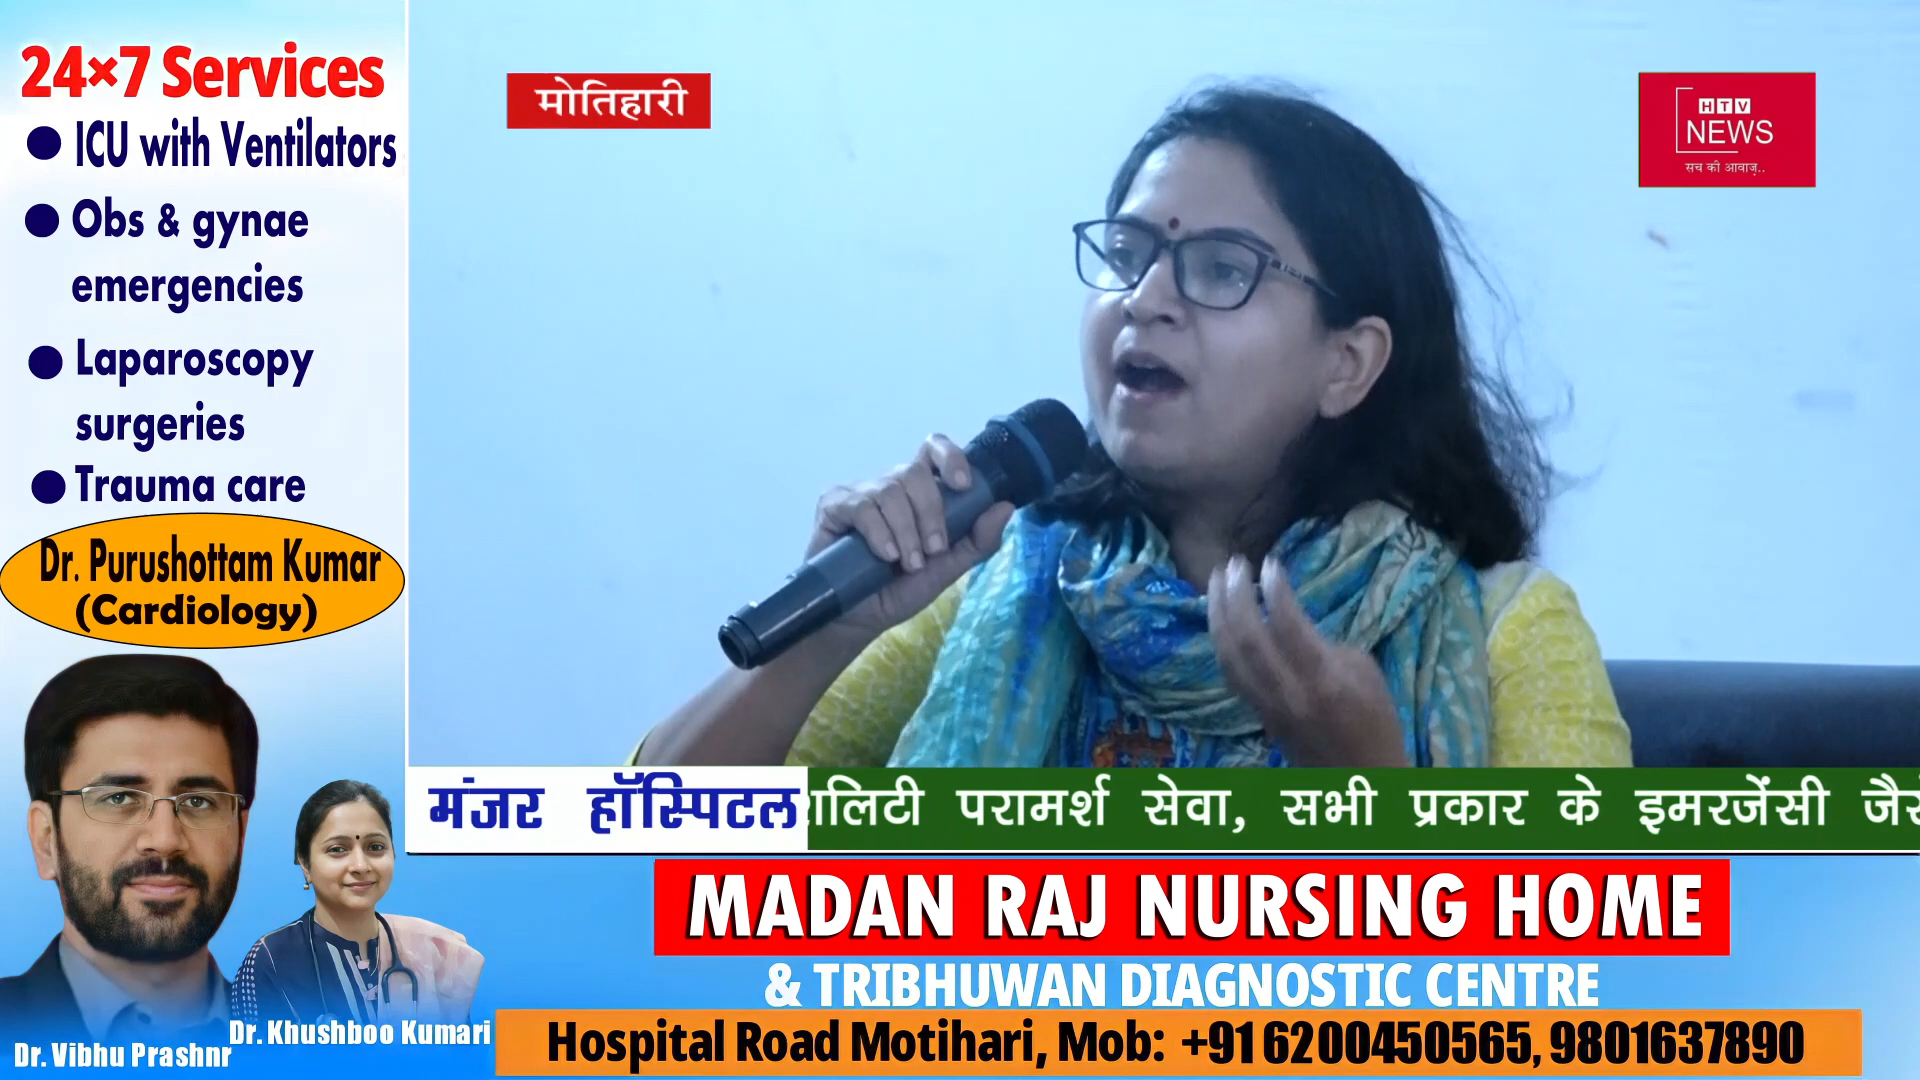 24×7 Services
● ICU with Ventilators
● Obs & gynae
emergencies
● Laparoscopy
surgeries
● Trauma care
Dr. Purushottam Kumar
(Cardiology)
Dr. Vibhu Prashnr
Dr. Khushboo Kumari
मोतिहारी
HTV
NEWS
सच की आवाज़..
मंजर हॉस्पिटल
परामर्श सेवा, सभी प्रकार के इमरजेंसी
MADAN RAJ NURSING HOME
& TRIBHUWAN DIAGNOSTIC CENTRE
Hospital Road Motihari, Mob: +91 6200450565, 9801637890